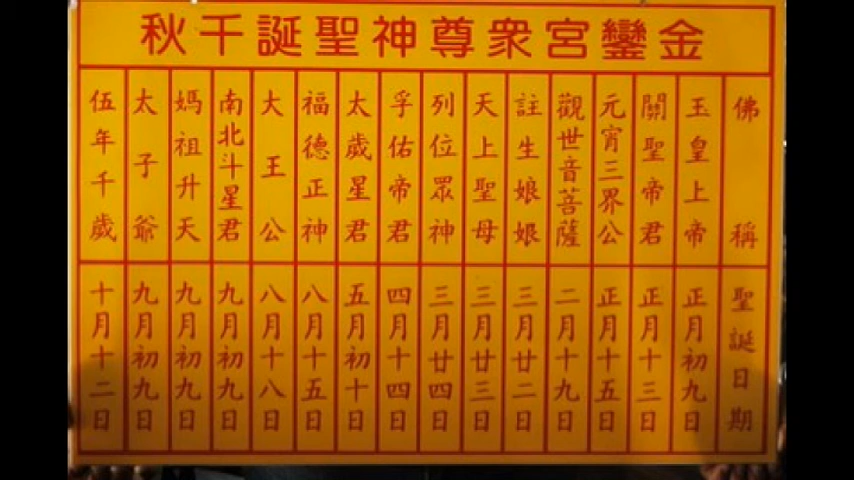 金鑾宮衆尊神聖誕千秋
佛稱 聖誕日期
玉皇上帝 正月初九日
關聖帝君 正月十三日
元宵三界公 正月十五日
觀世音菩薩 二月十九日
註生娘娘 三月廿二日
天上聖母 三月廿三日
列位眾神 三月廿四日
孚佑帝君 四月十四日
太歲星君 五月初十日
福德正神 八月十五日
大王公 八月十八日
南北斗星君 九月初九日
媽祖升天 九月初九日
太子爺 九月初九日
伍年千歲 十月十二日